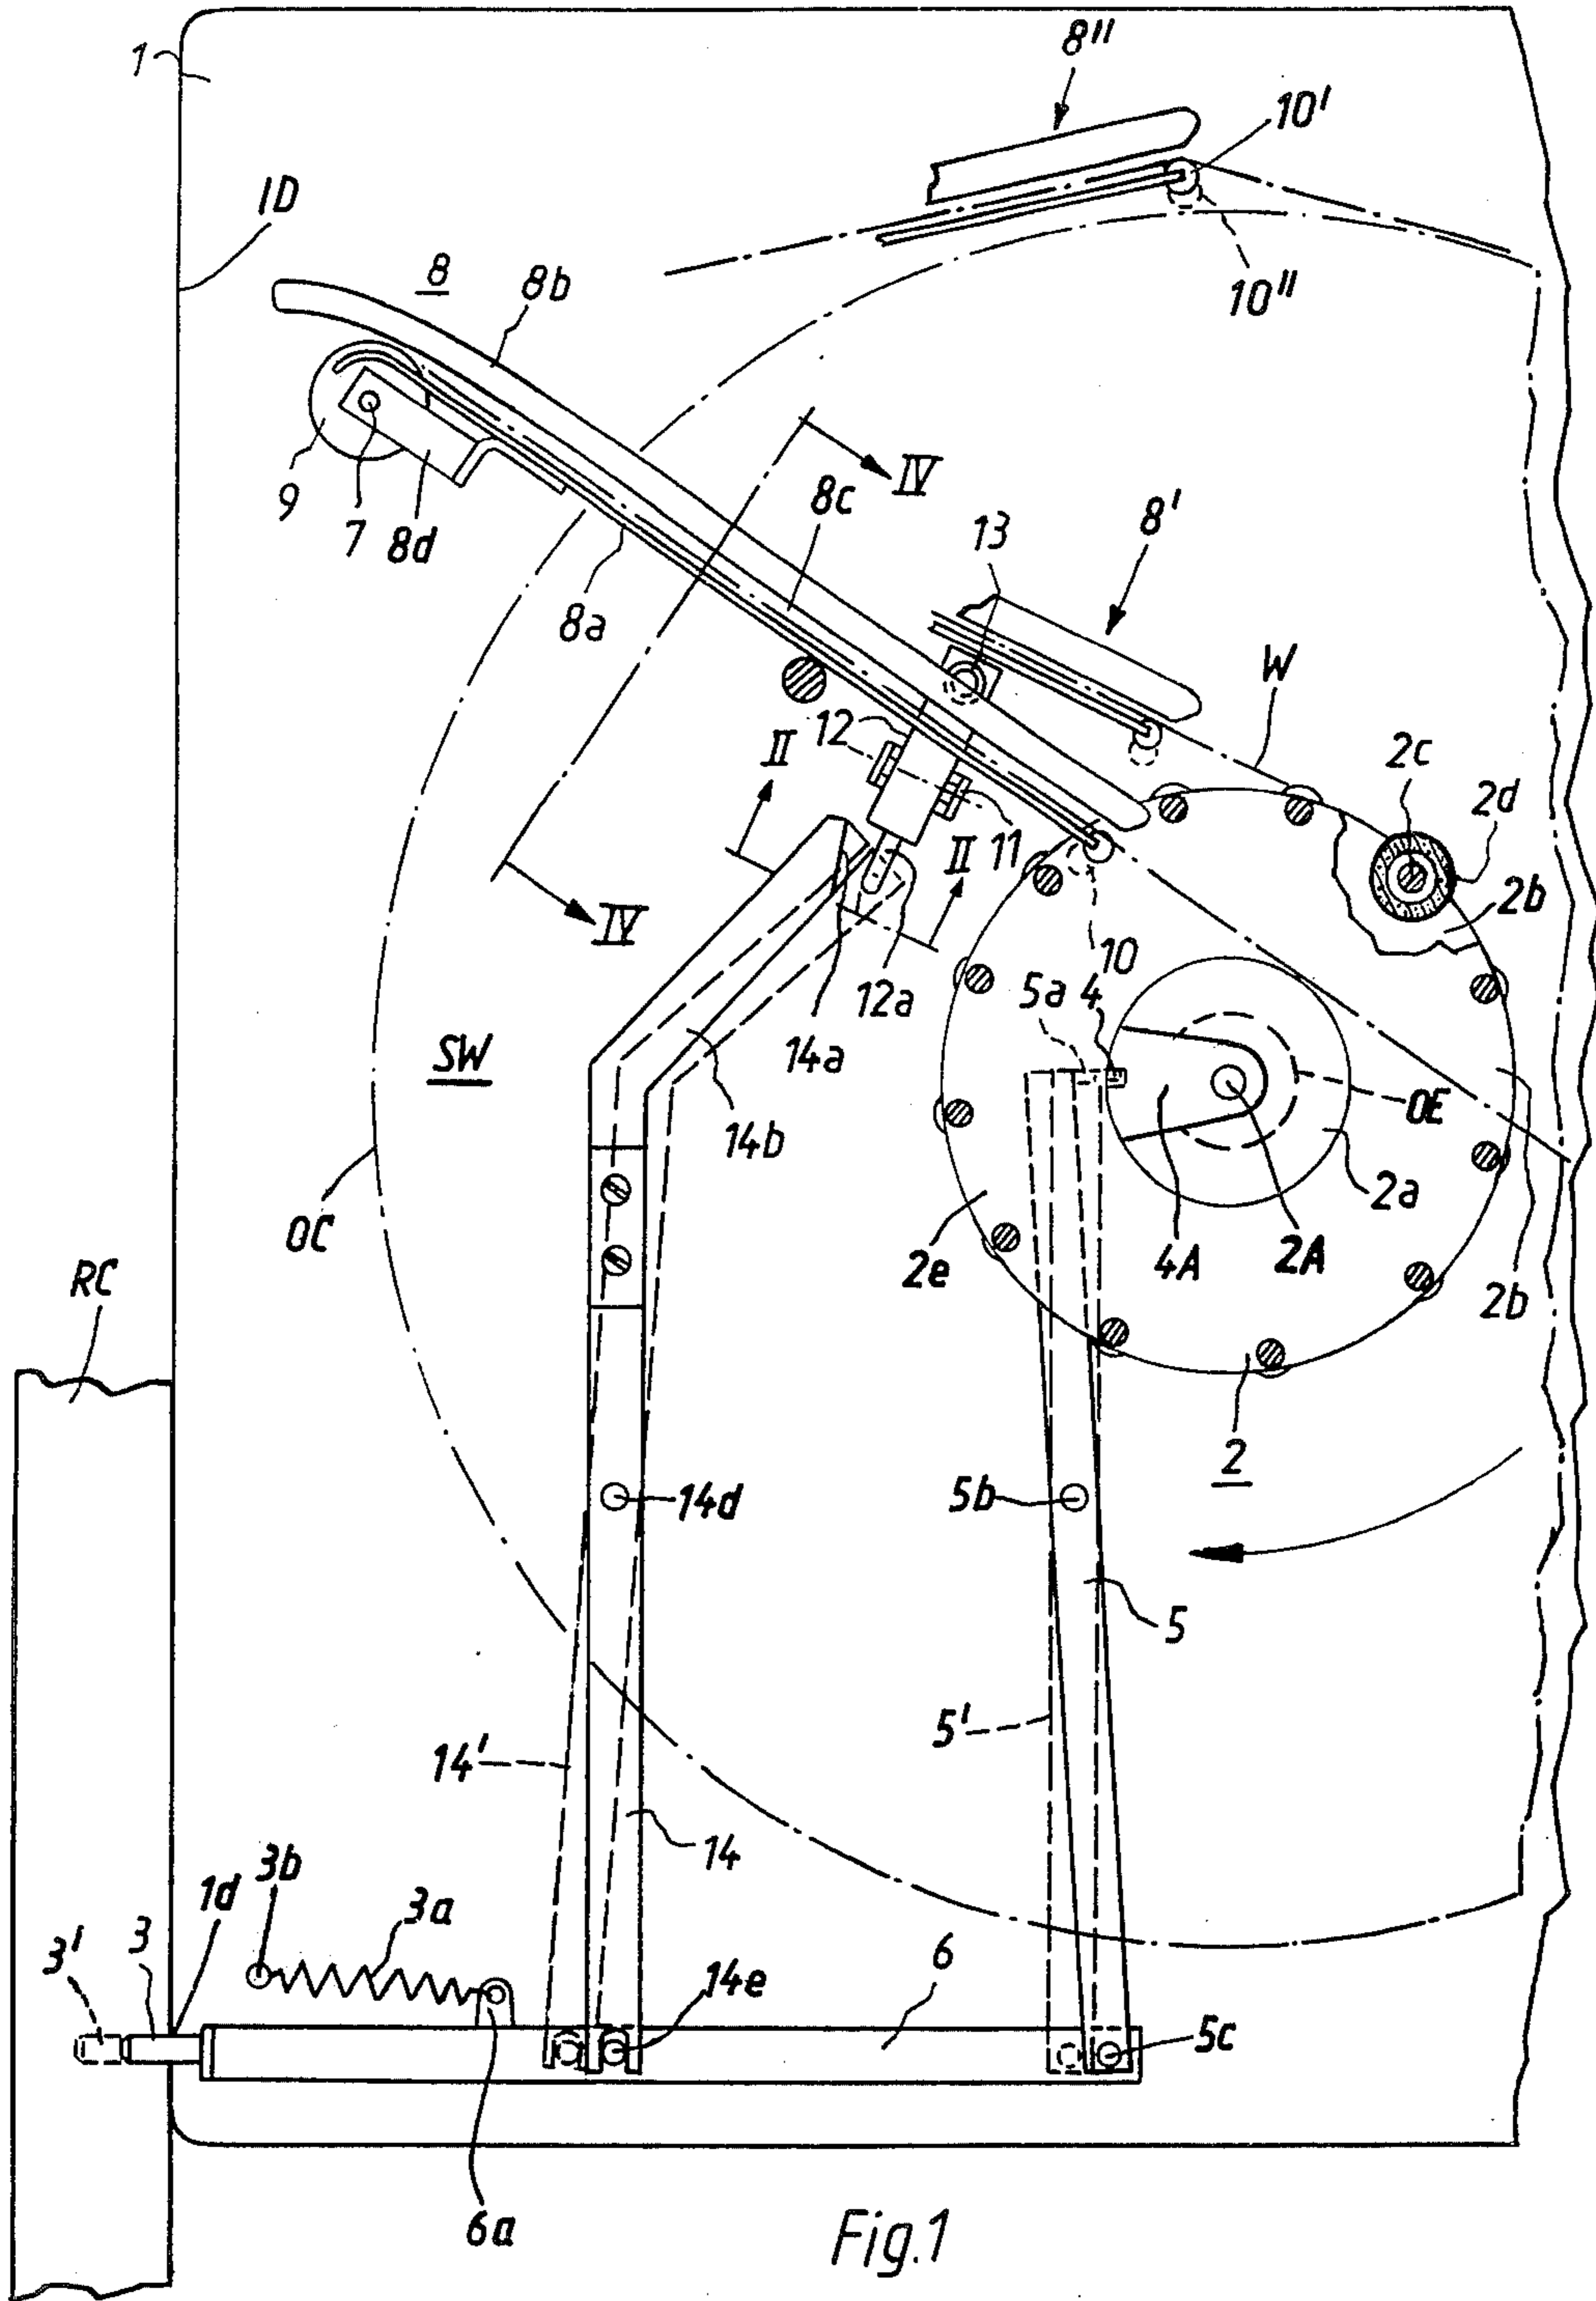 8''
1
10'
1D
8
8b
10''
IV
8c
13
8'
9
7
8d
8a
W
12
II
2c
2d
11
II
2b
IV
10
12a
5a
4
14a
SW
OE
14b
2a
OC
4A
2A
2e
2b
RC
2
14d
5b
5
5'
14'
14
3b
1d
3a
6
3'
3
14e
5c
6a
Fig.1